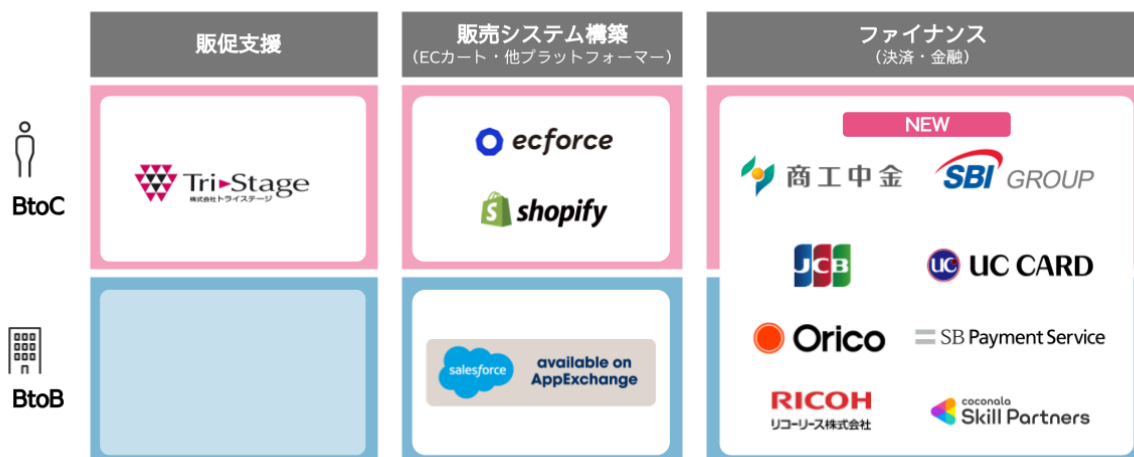 販促支援
販売システム構築
（ECカート・他プラットフォーマー）
ファイナンス
（決済・金融）
BtoC
Tri-Stage
株式会社トライステージ
ecforce
shopify
NEW
商工中金
SBI GROUP
JCB
UC UC CARD
BtoB
salesforce
available on
AppExchange
Orico
SB Payment Service
RICOH
リコーリース株式会社
coconala
Skill Partners